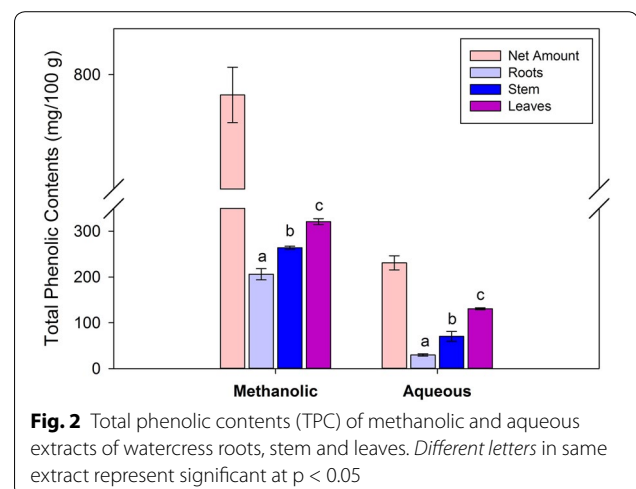 Total Phenolic Contents (mg/100 g)
800
300
200
100
0
Net Amount
Roots
Stem
Leaves
a
b
c
a
b
c
Methanolic
Aqueous
Fig. 2 Total phenolic contents (TPC) of methanolic and aqueous
extracts of watercress roots, stem and leaves. Different letters in same
extract represent significant at p < 0.05